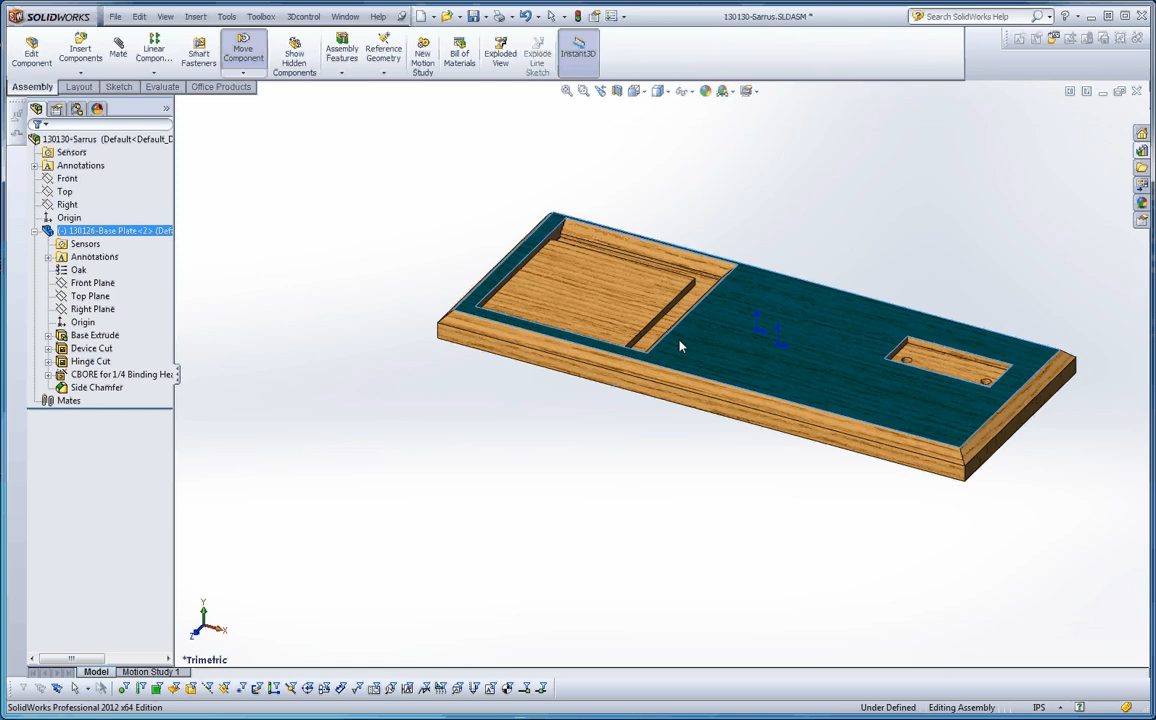 SOLIDWORKS File Edit View Insert Tools Toolbox 3Dcontrol Window Help 130130-Sarrus.SLDASM * Search SolidWorks Help
Edit Component
Insert Components
Mate
Linear Compon...
Smart Fasteners
Move Component
Show Hidden Components
Assembly Features
Reference Geometry
New Motion Study
Bill of Materials
Exploded View
Explode Line Sketch
Instant3D
Assembly Layout Sketch Evaluate Office Products
130130-Sarrus (Default<Default_D
Sensors
Annotations
Front
Top
Right
Origin
(-) 130126-Base Plate<2> (Defa
Sensors
Annotations
Oak
Front Plane
Top Plane
Right Plane
Origin
Base Extrude
Device Cut
Hinge Cut
CBORE for 1/4 Binding Hea
Side Chamfer
Mates
Y
X
Z
*Trimetric
Model Motion Study 1
SolidWorks Professional 2012 x64 Edition Under Defined Editing Assembly IPS